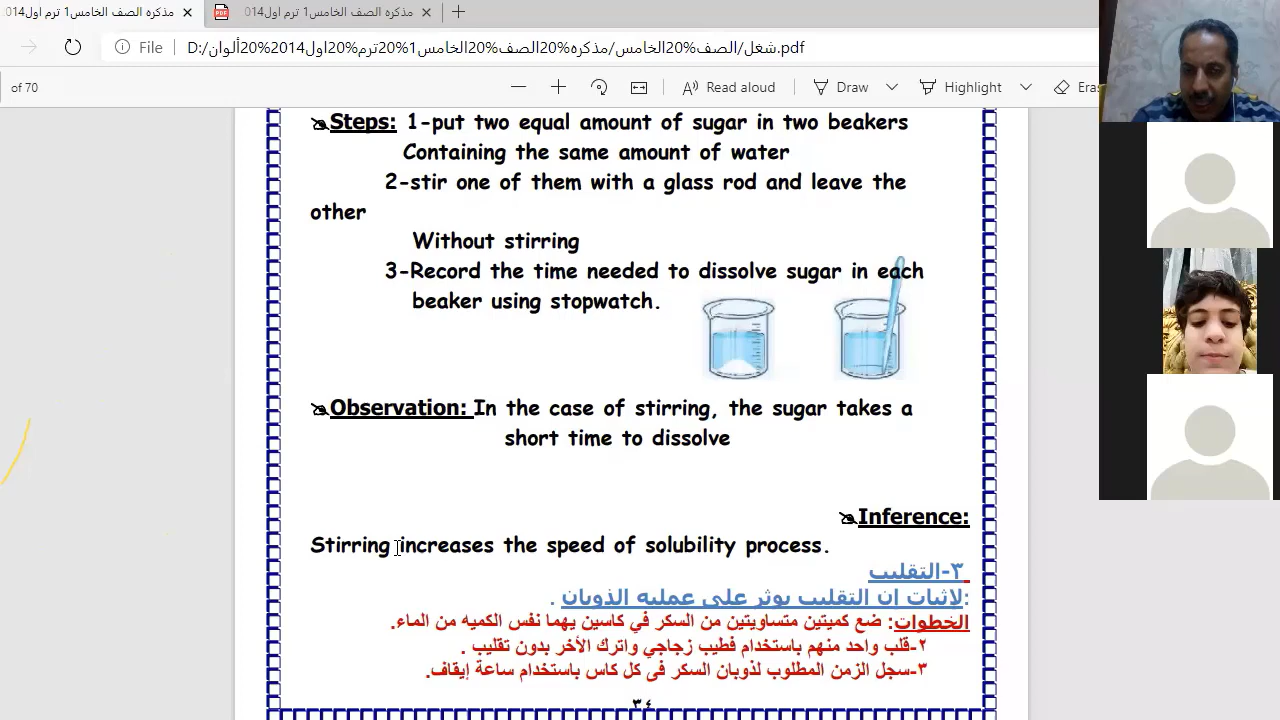 مذكره الصف الخامس1 ترم اول014
مذكره الصف الخامس1 ترم اول014
File D:/شغل/الصف%20الخامس/مذكره%20الصف%20الخامس1%20ترم%20اول2014%20ألوان.pdf
of 70 Read aloud Draw Highlight Eras
Steps: 1-put two equal amount of sugar in two beakers
Containing the same amount of water
2-stir one of them with a glass rod and leave the
other
Without stirring
3-Record the time needed to dissolve sugar in each
beaker using stopwatch.
Observation: In the case of stirring, the sugar takes a
short time to dissolve
Inference:
Stirring increases the speed of solubility process.
٣-التقليب
:لإثبات ان التقليب يوثر على عمليه الذوبان .
الخطوات: ضع كميتين متساويتين من السكر في كاسين يهما نفس الكميه من الماء.
٢-قلب واحد منهم باستخدام قطيب زجاجي واترك الأخر بدون تقليب .
٣-سجل الزمن المطلوب لذوبان السكر فى كل كاس باستخدام ساعة إيقاف.
٣٤